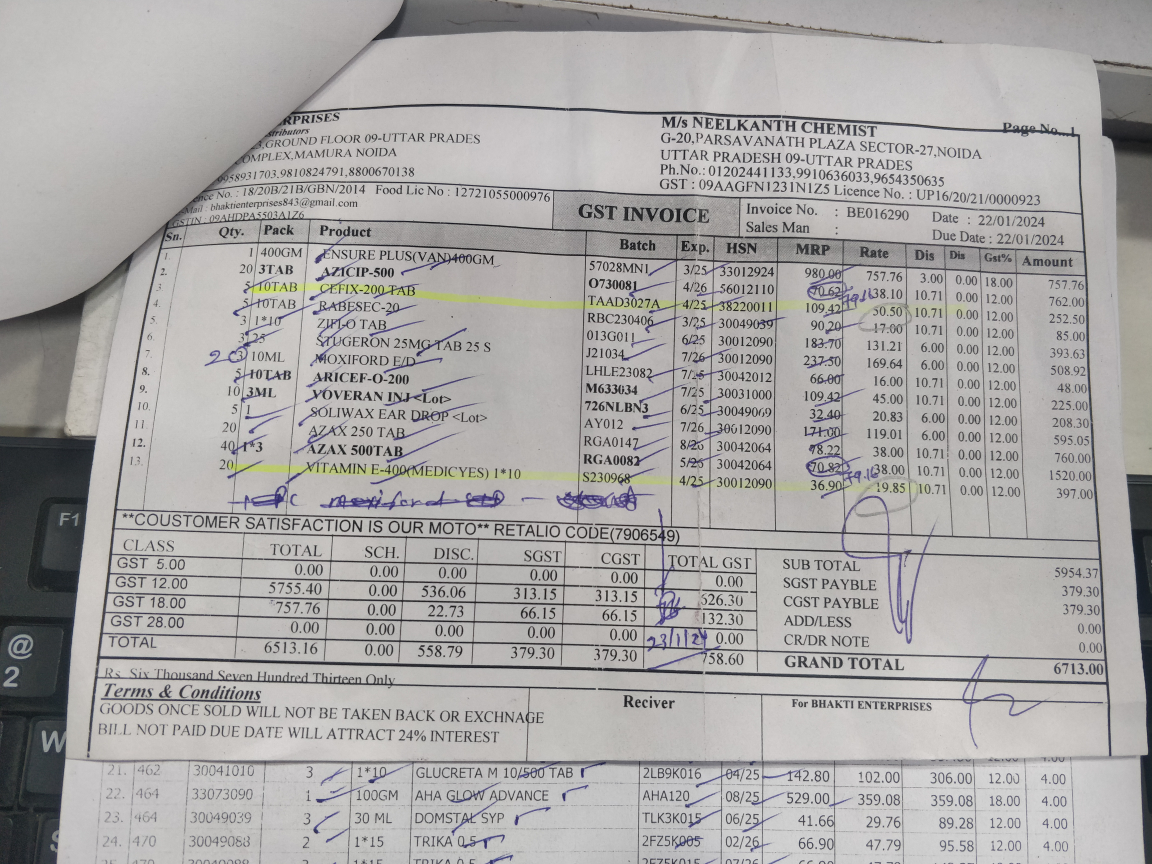 ERPRISES
stributors
GROUND FLOOR 09-UTTAR PRADES
COMPLEX,MAMURA NOIDA
9958931703,9810824791,8800670138
ence No. : 18/20B/21B/GBN/2014 Food Lic No : 12721055000976
Mail : bhaktienterprises843@gmail.com
GSTIN : 09AHDPA5503A1Z6
Page No...1
M/s NEELKANTH CHEMIST
G-20,PARSAVANATH PLAZA SECTOR-27,NOIDA
UTTAR PRADESH 09-UTTAR PRADES
Ph.No.: 01202441133,9910636033,9654350635
GST : 09AAGFN1231N1Z5 Licence No. : UP16/20/21/0000923
GST INVOICE
Invoice No. : BE016290 Date : 22/01/2024
Sales Man : Due Date : 22/01/2024
Sn. Qty. Pack Product Batch Exp. HSN MRP Rate Dis Dis Gst% Amount
1. 1 400GM ENSURE PLUS(VAN)400GM 57028MN1 3/25 33012924 980.00 757.76 3.00 0.00 18.00 757.76
2. 20 3TAB AZICIP-500 O730081 4/26 56012110 70.62 79.16 38.10 10.71 0.00 12.00 762.00
3. 5 10TAB CEFIX-200 TAB TAAD3027A 4/25 38220011 109.42 50.50 10.71 0.00 12.00 252.50
4. 5 10TAB RABESEC-20 RBC230406 3/25 30049039 90.20 17.00 10.71 0.00 12.00 85.00
5. 3 1*10 ZIFI-O TAB 013G011 6/25 30012090 183.70 131.21 6.00 0.00 12.00 393.63
6. 3 25 STUGERON 25MG TAB 25 S J21034 7/26 30012090 237.50 169.64 6.00 0.00 12.00 508.92
7. 3 10ML MOXIFORD E/D LHLE23082 7/25 30042012 66.00 16.00 10.71 0.00 12.00 48.00
8. 5 10TAB ARICEF-O-200 M633034 7/25 30031000 109.42 45.00 10.71 0.00 12.00 225.00
9. 10 3ML VOVERAN INJ <Lot> 726NLBN3 6/25 30049069 32.40 20.83 6.00 0.00 12.00 208.30
10. 5 1 SOLIWAX EAR DROP <Lot> AY012 7/26 30612090 171.00 119.01 6.00 0.00 12.00 595.05
11. 20 AZAX 250 TAB RGA0147 8/26 30042064 78.22 38.00 10.71 0.00 12.00 760.00
12. 40 1*3 AZAX 500TAB RGA0082 5/25 30042064 70.82 79.16 38.00 10.71 0.00 12.00 1520.00
13. 20 VITAMIN E-400(MEDICYES) 1*10 S230968 4/25 30012090 36.90 19.85 10.71 0.00 12.00 397.00
**COUSTOMER SATISFACTION IS OUR MOTO** RETALIO CODE(7906549)
CLASS TOTAL SCH. DISC. SGST CGST TOTAL GST
GST 5.00 0.00 0.00 0.00 0.00 0.00 0.00
GST 12.00 5755.40 0.00 536.06 313.15 313.15 626.30
GST 18.00 757.76 0.00 22.73 66.15 66.15 132.30
GST 28.00 0.00 0.00 0.00 0.00 0.00 0.00
TOTAL 6513.16 0.00 558.79 379.30 379.30 758.60
23/1/24
SUB TOTAL 5954.37
SGST PAYBLE 379.30
CGST PAYBLE 379.30
ADD/LESS 0.00
CR/DR NOTE 0.00
GRAND TOTAL 6713.00
Rs. Six Thousand Seven Hundred Thirteen Only
Terms & Conditions
GOODS ONCE SOLD WILL NOT BE TAKEN BACK OR EXCHNAGE
BILL NOT PAID DUE DATE WILL ATTRACT 24% INTEREST
Reciver
For BHAKTI ENTERPRISES
21. 462 30041010 3 1*10 GLUCRETA M 10/500 TAB 2LB9K016 04/25 142.80 102.00 306.00 12.00 4.00
22. 464 33073090 1 100GM AHA GLOW ADVANCE AHA120 08/25 529.00 359.08 359.08 18.00 4.00
23. 464 30049039 3 30 ML DOMSTAL SYP TLK3K015 06/25 41.66 29.76 89.28 12.00 4.00
24. 470 30049088 2 1*15 TRIKA 0.5 2FZ5K005 02/26 66.90 47.79 95.58 12.00 4.00
F1
@
2
W